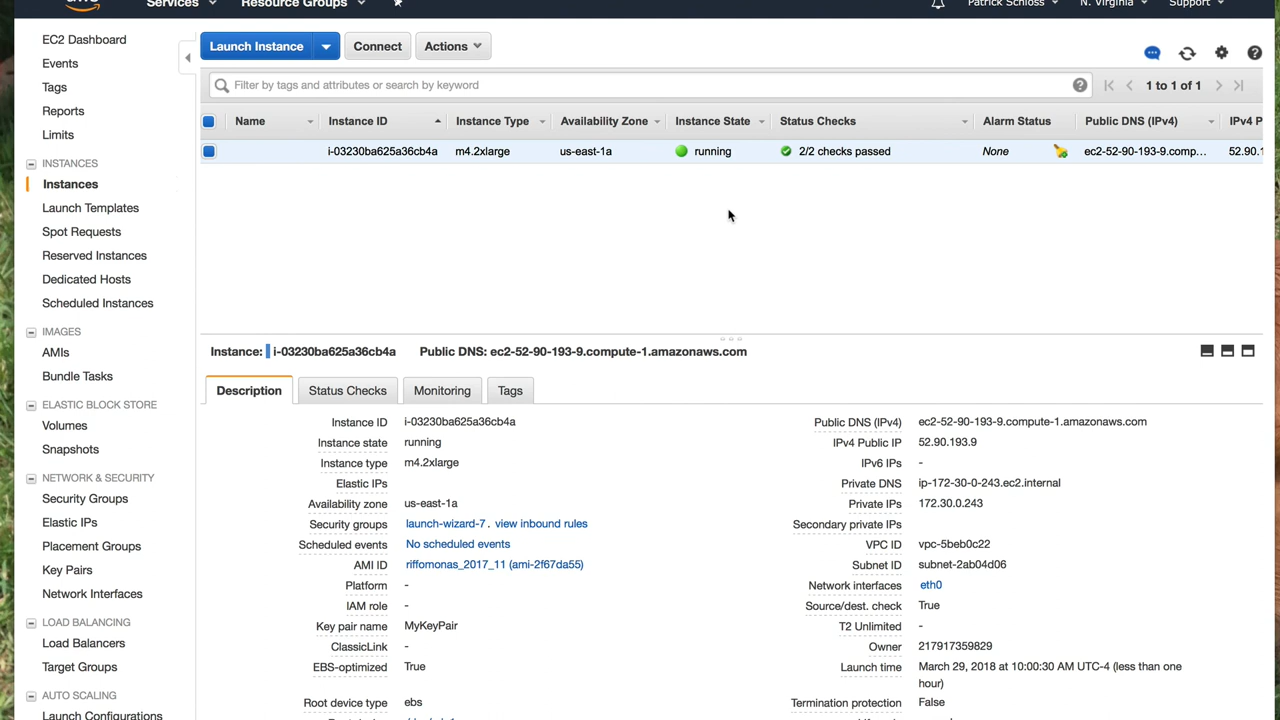 aws Services Resource Groups Patrick Schloss N. Virginia Support
EC2 Dashboard
Events
Tags
Reports
Limits
INSTANCES
Instances
Launch Templates
Spot Requests
Reserved Instances
Dedicated Hosts
Scheduled Instances
IMAGES
AMIs
Bundle Tasks
ELASTIC BLOCK STORE
Volumes
Snapshots
NETWORK & SECURITY
Security Groups
Elastic IPs
Placement Groups
Key Pairs
Network Interfaces
LOAD BALANCING
Load Balancers
Target Groups
AUTO SCALING
Launch Configurations
Launch Instance Connect Actions
Filter by tags and attributes or search by keyword 1 to 1 of 1
Name Instance ID Instance Type Availability Zone Instance State Status Checks Alarm Status Public DNS (IPv4) IPv4 P
i-03230ba625a36cb4a m4.2xlarge us-east-1a running 2/2 checks passed None ec2-52-90-193-9.comp... 52.90.1
Instance: i-03230ba625a36cb4a Public DNS: ec2-52-90-193-9.compute-1.amazonaws.com
Description Status Checks Monitoring Tags
Instance ID i-03230ba625a36cb4a Public DNS (IPv4) ec2-52-90-193-9.compute-1.amazonaws.com
Instance state running IPv4 Public IP 52.90.193.9
Instance type m4.2xlarge IPv6 IPs -
Elastic IPs Private DNS ip-172-30-0-243.ec2.internal
Availability zone us-east-1a Private IPs 172.30.0.243
Security groups launch-wizard-7. view inbound rules Secondary private IPs
Scheduled events No scheduled events VPC ID vpc-5beb0c22
AMI ID riffomonas_2017_11 (ami-2f67da55) Subnet ID subnet-2ab04d06
Platform - Network interfaces eth0
IAM role - Source/dest. check True
Key pair name MyKeyPair T2 Unlimited -
ClassicLink - Owner 217917359829
EBS-optimized True Launch time March 29, 2018 at 10:00:30 AM UTC-4 (less than one
hour)
Root device type ebs Termination protection False